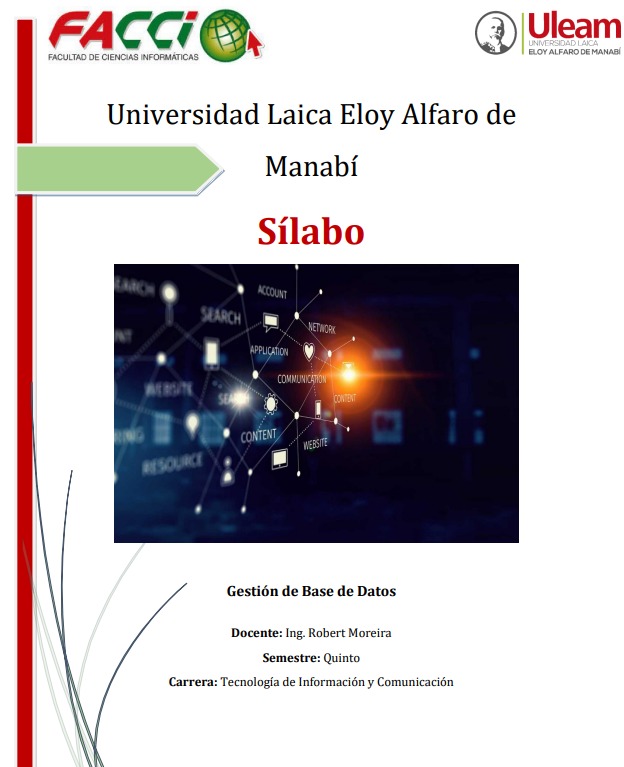 FACCI
FACULTAD DE CIENCIAS INFORMÁTICAS
Uleam
UNIVERSIDAD LAICA
ELOY ALFARO DE MANABÍ
Universidad Laica Eloy Alfaro de
Manabí
Sílabo
SEARCH
ACCOUNT
SEARCH
NETWORK
APPLICATION
COMMUNICATION
WEBSITE
SEARCH
CONTENT
CONTENT
WEBSITE
RESOURCE
Gestión de Base de Datos
Docente: Ing. Robert Moreira
Semestre: Quinto
Carrera: Tecnología de Información y Comunicación